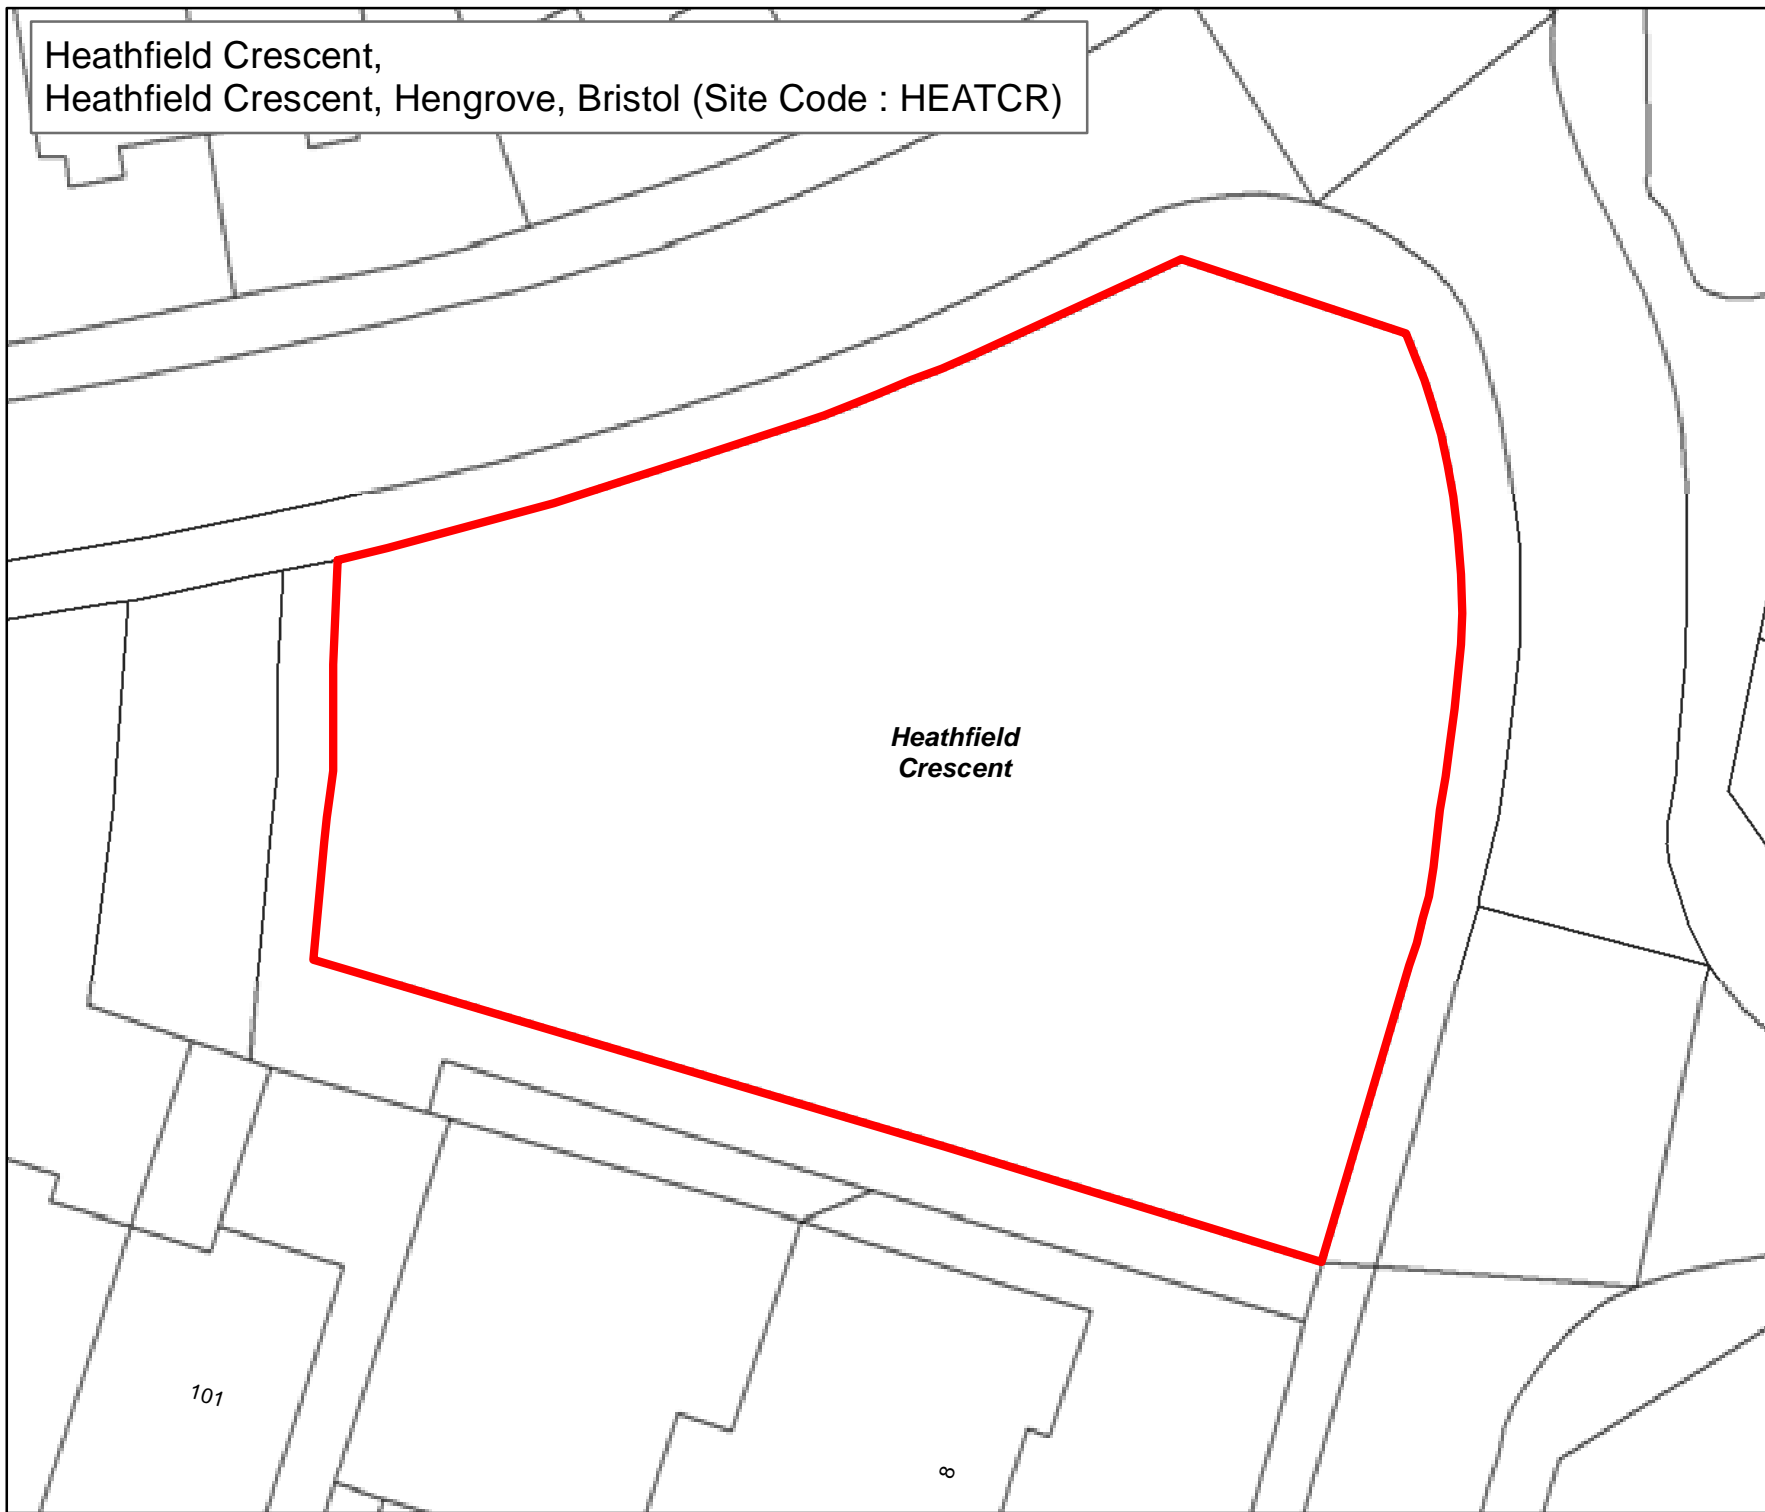 Heathfield Crescent,
Heathfield Crescent, Hengrove, Bristol (Site Code : HEATCR)
Heathfield
Crescent
101
8